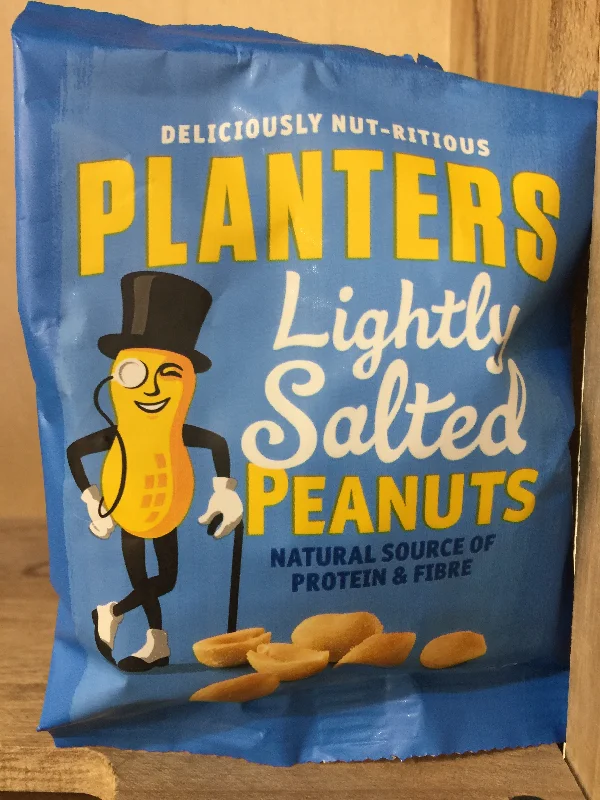 DELICIOUSLY NUT-RITIOUS
PLANTERS
Lightly
Salted
PEANUTS
NATURAL SOURCE OF
PROTEIN & FIBRE